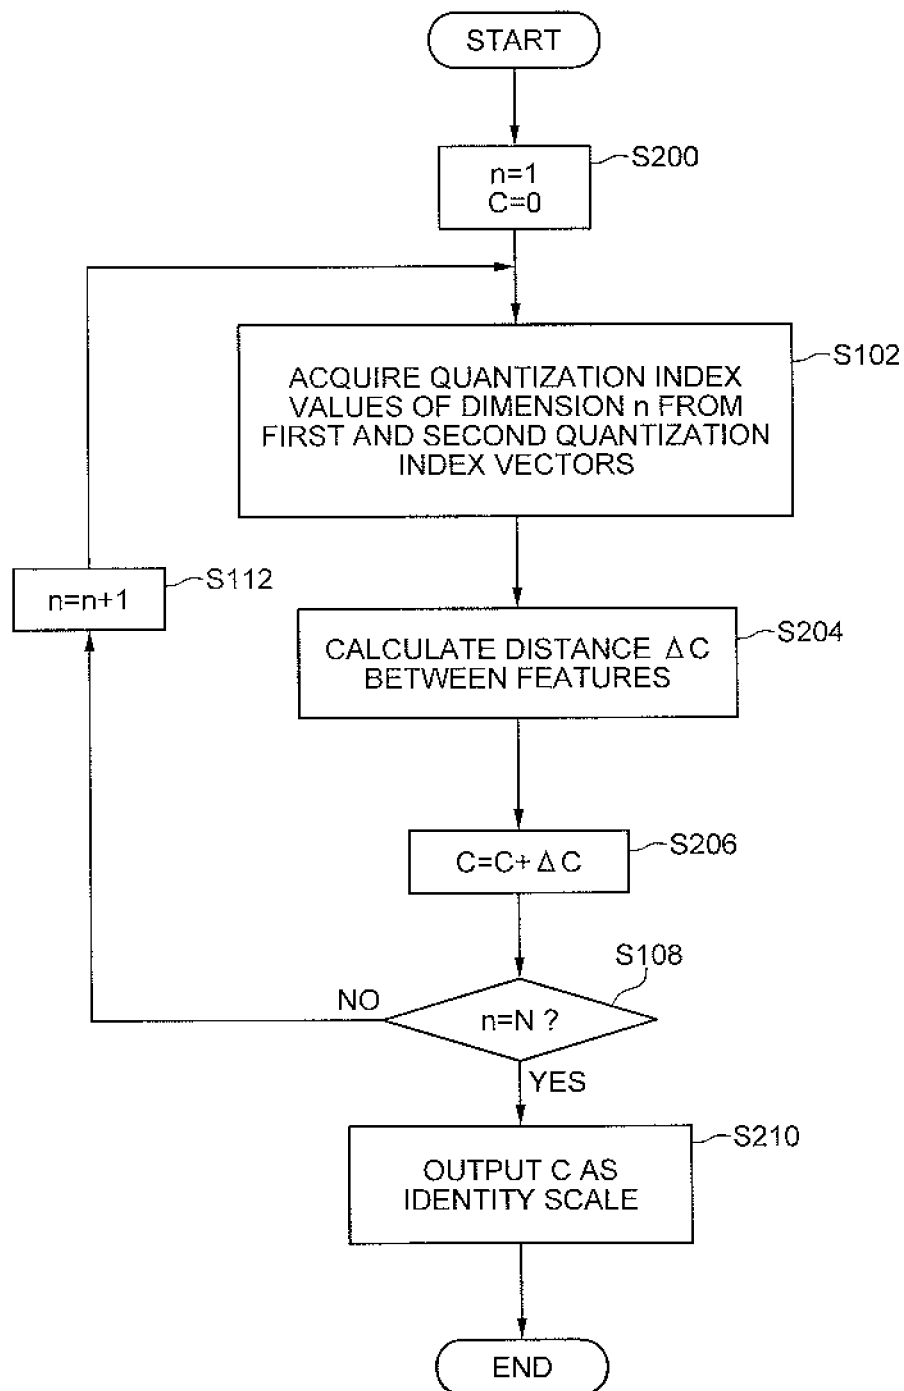 START
S200
n=1
C=0
S102
ACQUIRE QUANTIZATION INDEX
VALUES OF DIMENSION n FROM
FIRST AND SECOND QUANTIZATION
INDEX VECTORS
S112
n=n+1
S204
CALCULATE DISTANCE ΔC
BETWEEN FEATURES
S206
C=C+ΔC
S108
NO
n=N ?
YES
S210
OUTPUT C AS
IDENTITY SCALE
END